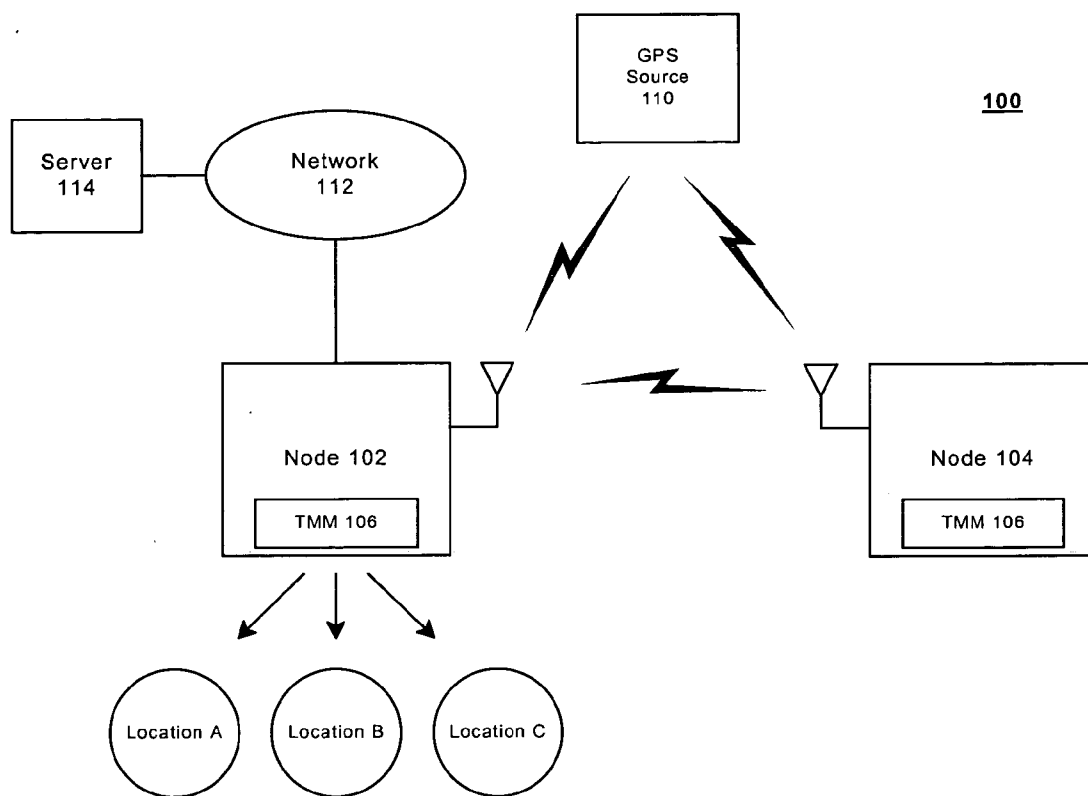 GPS
Source
110
100
Server
114
Network
112
Node 102
TMM 106
Node 104
TMM 106
Location A
Location B
Location C